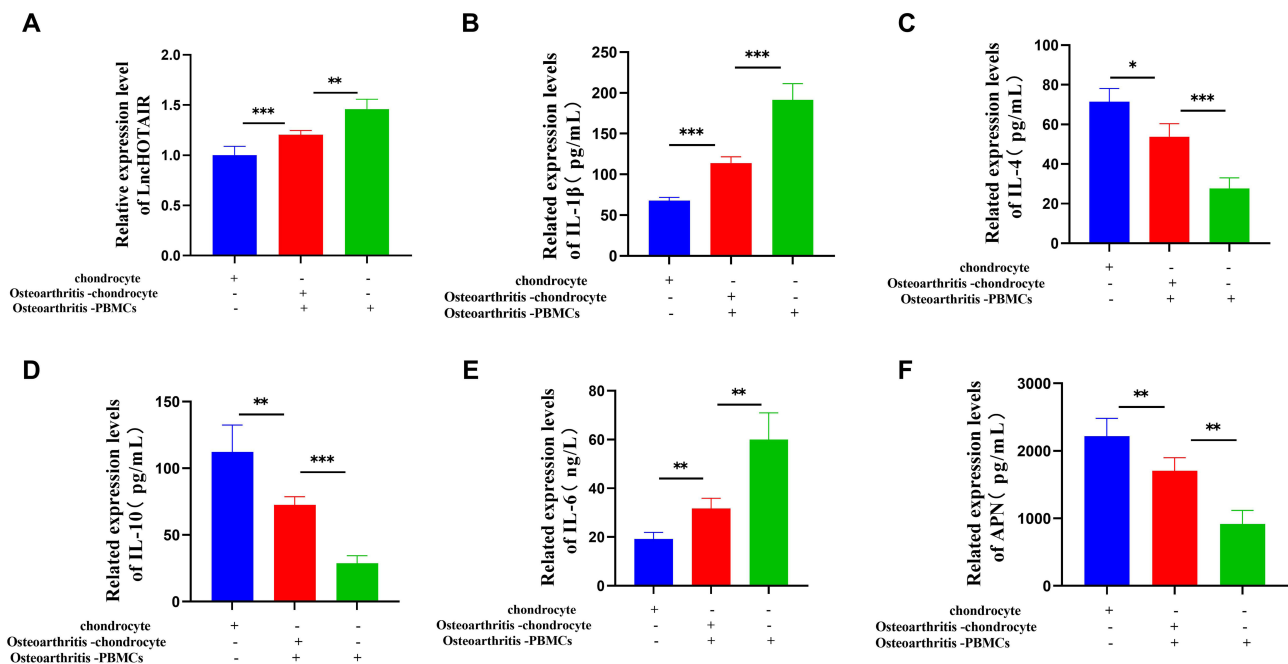 A
Relative expression level
of LncHOTAIR
2.0
1.5
1.0
0.5
0.0
***
**
chondrocyte + - -
Osteoarthritis -chondrocyte - + -
Osteoarthritis -PBMCs - + +
B
Related expression levels
of IL-1β( pg/mL)
250
200
150
100
50
0
***
***
chondrocyte + - -
Osteoarthritis -chondrocyte - + -
Osteoarthritis -PBMCs - + +
C
Related expression levels
of IL-4( pg/mL)
80
60
40
20
0
*
***
chondrocyte + - -
Osteoarthritis -chondrocyte - + -
Osteoarthritis -PBMCs - + +
D
Related expression levels
of IL-10( pg/mL)
150
100
50
0
**
***
chondrocyte + - -
Osteoarthritis -chondrocyte - + -
Osteoarthritis -PBMCs - + +
E
Related expression levels
of IL-6( ng/L)
80
60
40
20
0
**
**
chondrocyte + - -
Osteoarthritis -chondrocyte - + -
Osteoarthritis -PBMCs - + +
F
Related expression levels
of APN( pg/mL)
3000
2000
1000
0
**
**
chondrocyte + - -
Osteoarthritis -chondrocyte - + -
Osteoarthritis -PBMCs - + +